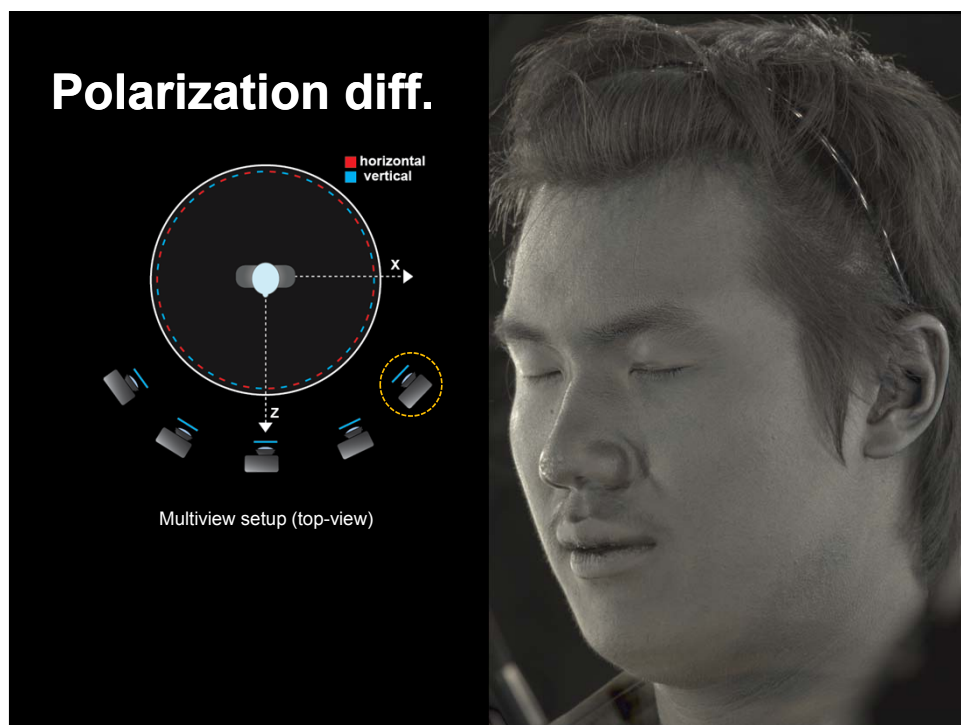 Polarization diff.
horizontal
vertical
X
Z
Multiview setup (top-view)